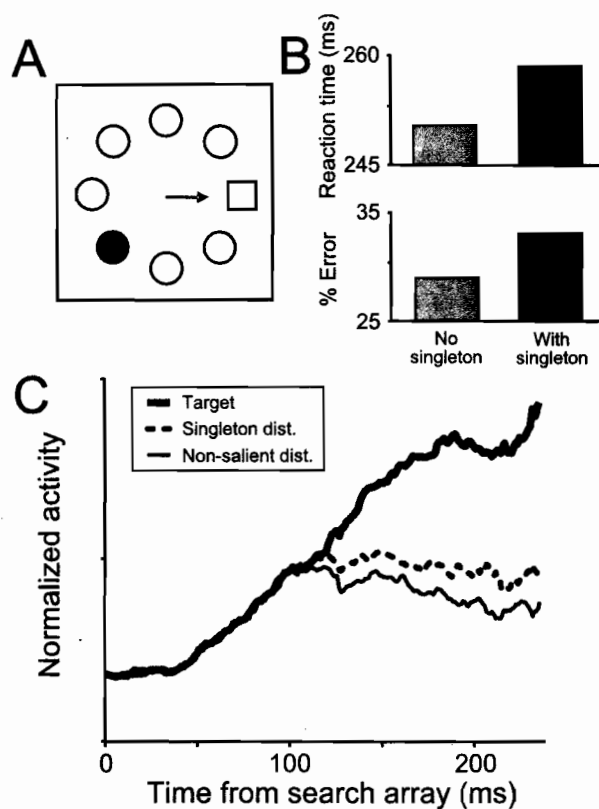 A
B
260
Reaction time (ms)
245
35
% Error
25
No singleton
With singleton
C
Target
Singleton dist.
Non-salient dist.
Normalized activity
0
100
200
Time from search array (ms)